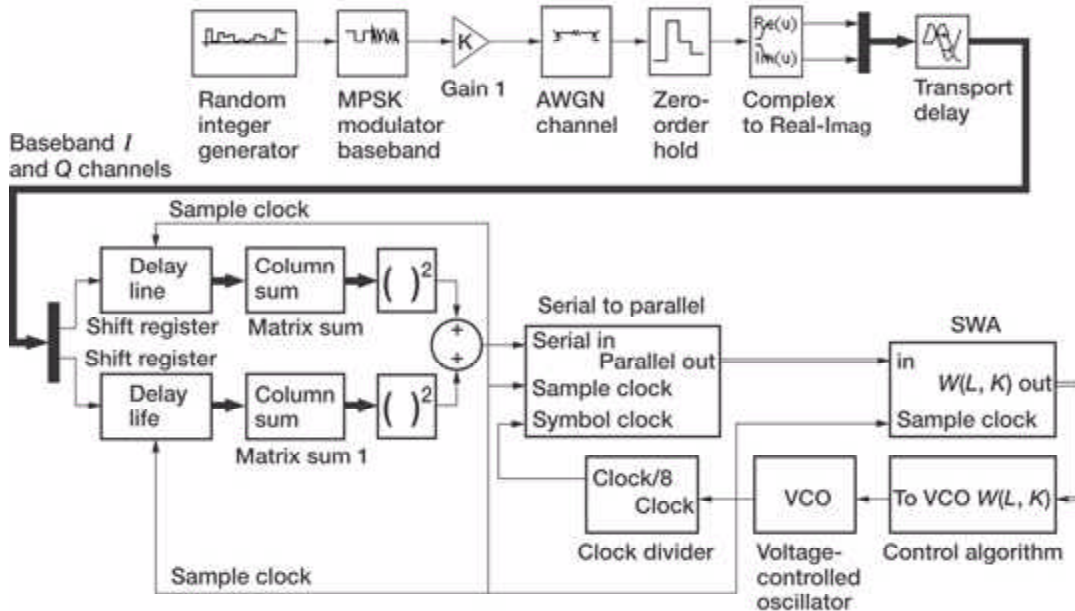 Re(u)
Im(u)
K
Gain 1
Random
integer
generator
MPSK
modulator
baseband
AWGN
channel
Zero-
order
hold
Complex
to Real-Imag
Transport
delay
Baseband I
and Q channels
Sample clock
Delay
line
Column
sum
( )²
Shift register
Matrix sum
Shift register
Delay
life
Column
sum
( )²
Matrix sum 1
+
+
Serial to parallel
Serial in
Parallel out
Sample clock
Symbol clock
SWA
in
W(L, K) out
Sample clock
Clock/8
Clock
Clock divider
VCO
Voltage-
controlled
oscillator
To VCO W(L, K)
Control algorithm
Sample clock